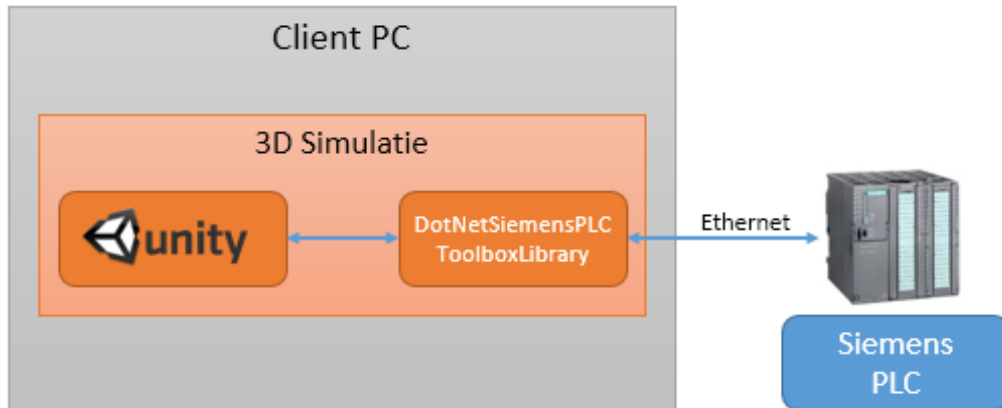 Client PC
3D Simulatie
unity
DotNetSiemensPLC
ToolboxLibrary
Ethernet
Siemens
PLC